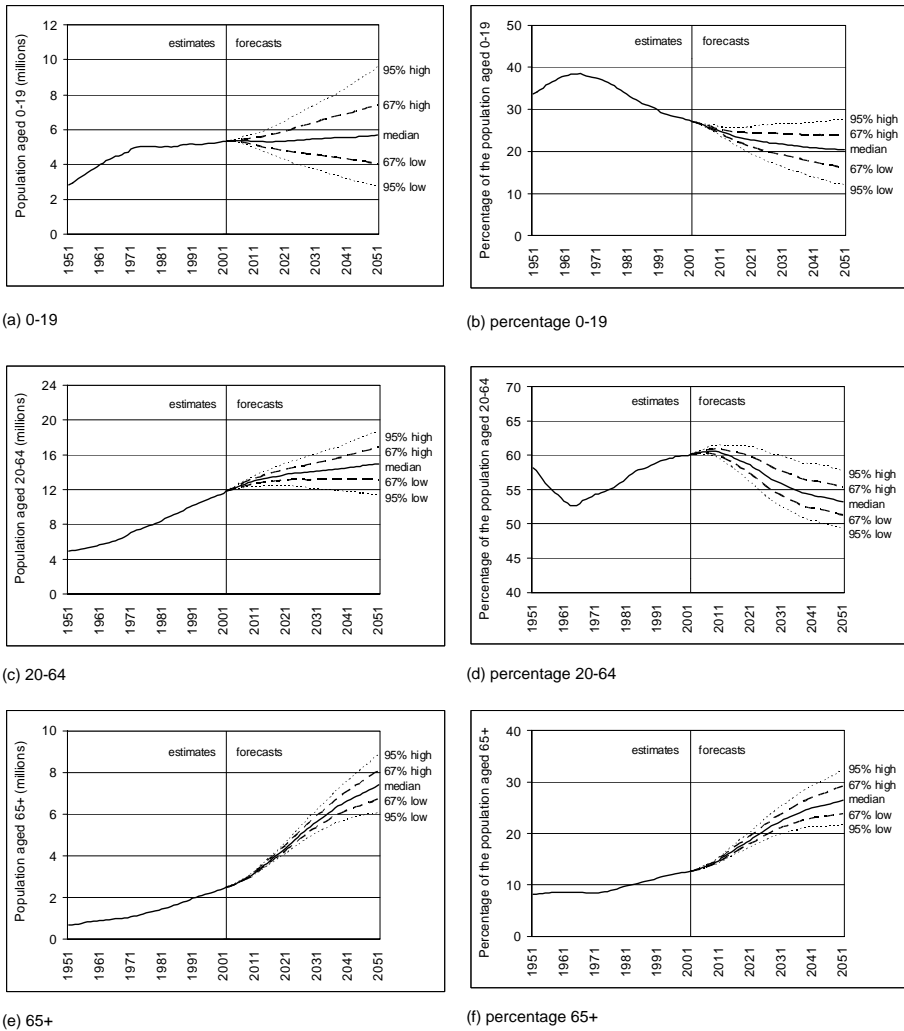 Population aged 0-19 (millions)
12
10
8
6
4
2
0
estimates forecasts
95% high
67% high
median
67% low
95% low
1951 1961 1971 1981 1991 2001 2011 2021 2031 2041 2051
(a) 0-19
Percentage of the population aged 0-19
50
40
30
20
10
0
estimates forecasts
95% high
67% high
median
67% low
95% low
1951 1961 1971 1981 1991 2001 2011 2021 2031 2041 2051
(b) percentage 0-19
Population aged 20-64 (millions)
24
20
16
12
8
4
0
estimates forecasts
95% high
67% high
median
67% low
95% low
1951 1961 1971 1981 1991 2001 2011 2021 2031 2041 2051
(c) 20-64
Percentage of the population aged 20-64
70
65
60
55
50
45
40
estimates forecasts
95% high
67% high
median
67% low
95% low
1951 1961 1971 1981 1991 2001 2011 2021 2031 2041 2051
(d) percentage 20-64
Population aged 65+ (millions)
10
8
6
4
2
0
estimates forecasts
95% high
67% high
median
67% low
95% low
1951 1961 1971 1981 1991 2001 2011 2021 2031 2041 2051
(e) 65+
Percentage of the population aged 65+
40
30
20
10
0
estimates forecasts
95% high
67% high
median
67% low
95% low
1951 1961 1971 1981 1991 2001 2011 2021 2031 2041 2051
(f) percentage 65+